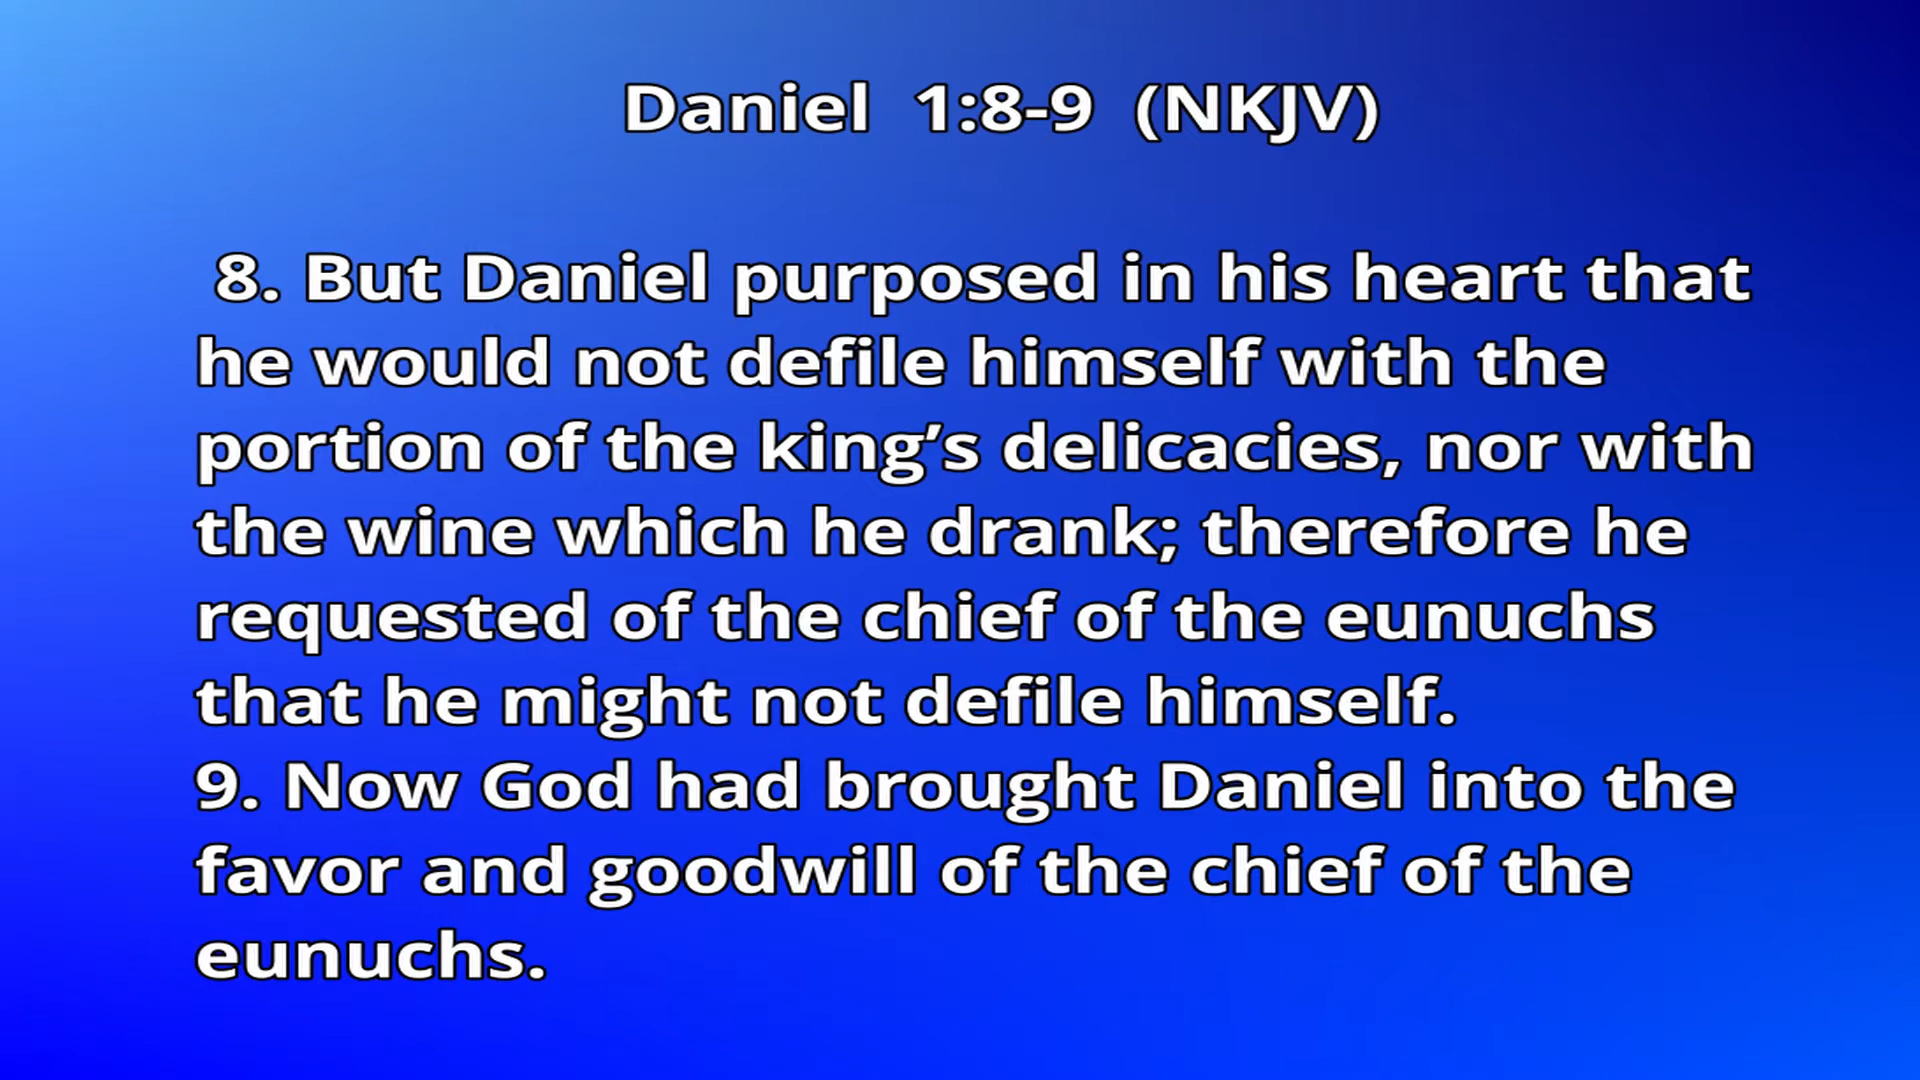 Daniel 1:8-9 (NKJV)
8. But Daniel purposed in his heart that
he would not defile himself with the
portion of the king’s delicacies, nor with
the wine which he drank; therefore he
requested of the chief of the eunuchs
that he might not defile himself.
9. Now God had brought Daniel into the
favor and goodwill of the chief of the
eunuchs.